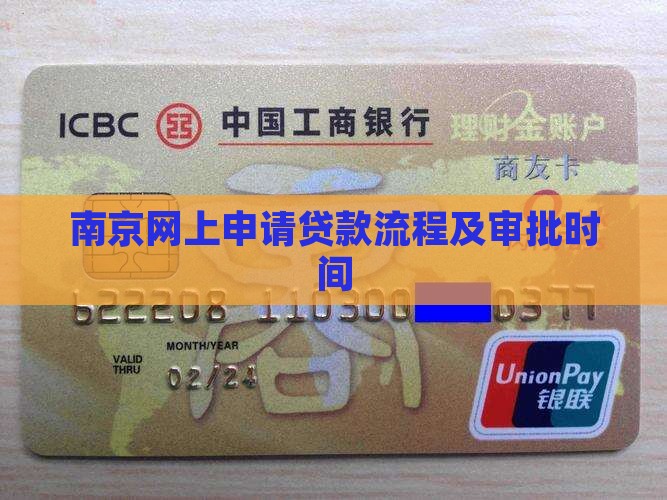 ICBC 中国工商银行 理财金账户
商友卡
南京网上申请贷款流程及审批时
间
622208 110300 0377
MONTH/YEAR
VALID
THRU
02/24
UnionPay
银联